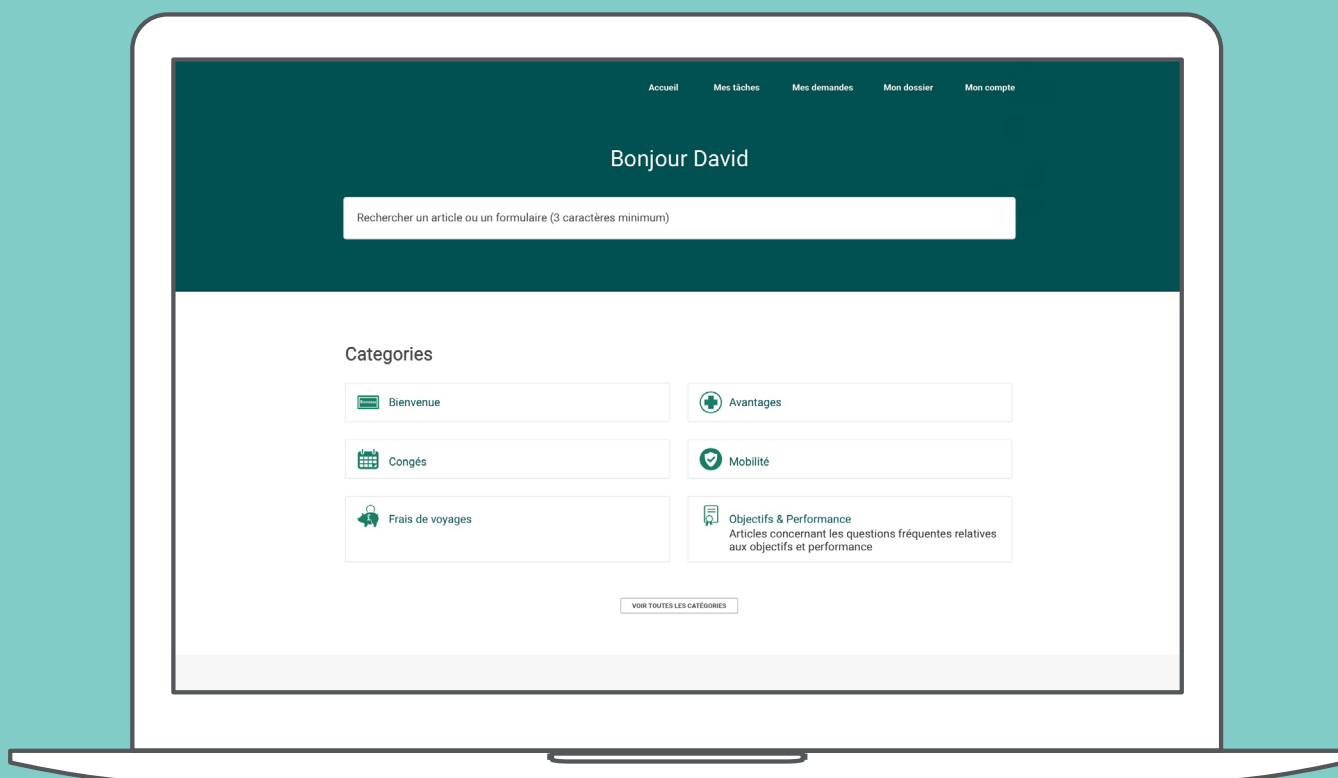 Accueil Mes tâches Mes demandes Mon dossier Mon compte
Bonjour David
Rechercher un article ou un formulaire (3 caractères minimum)
Categories
Bienvenue
Avantages
Congés
Mobilité
Frais de voyages
Objectifs & Performance
Articles concernant les questions fréquentes relatives
aux objectifs et performance
VOIR TOUTES LES CATÉGORIES